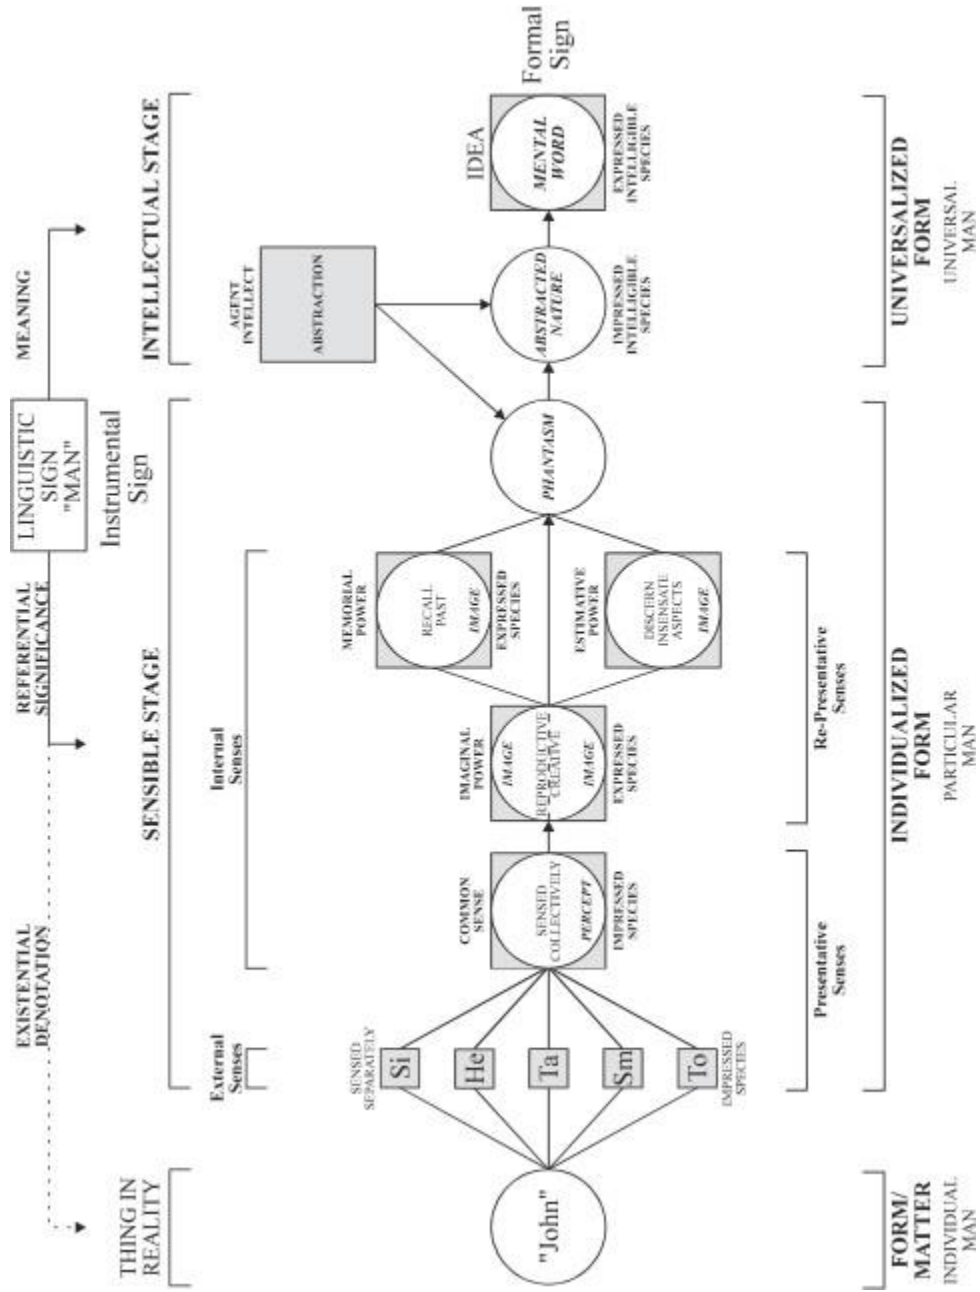 EXISTENTIAL
DENOTATION
REFERENTIAL
SIGNIFICANCE
LINGUISTIC
SIGN
"MAN"
MEANING
Instrumental
Sign
THING IN
REALITY
SENSIBLE STAGE
INTELLECTUAL STAGE
External
Senses
Internal
Senses
"John"
SENSED
SEPARATELY
Si
He
Ta
Sm
To
IMPRESSED
SPECIES
COMMON
SENSE
SENSED
COLLECTIVELY
PERCEPT
IMPRESSED
SPECIES
IMAGINAL
POWER
IMAGE
REPRODUCTIVE
CREATIVE
IMAGE
EXPRESSED
SPECIES
MEMORIAL
POWER
RECALL
PAST
IMAGE
EXPRESSED
SPECIES
ESTIMATIVE
POWER
DISCERN
INSENSATE
ASPECTS
IMAGE
PHANTASM
AGENT
INTELLECT
ABSTRACTION
ABSTRACTED
NATURE
IMPRESSED
INTELLIGIBLE
SPECIES
IDEA
MENTAL
WORD
EXPRESSED
INTELLIGIBLE
SPECIES
Formal
Sign
Presentative
Senses
Re-Presentative
Senses
FORM/
MATTER
INDIVIDUAL
MAN
INDIVIDUALIZED
FORM
PARTICULAR
MAN
UNIVERSALIZED
FORM
UNIVERSAL
MAN